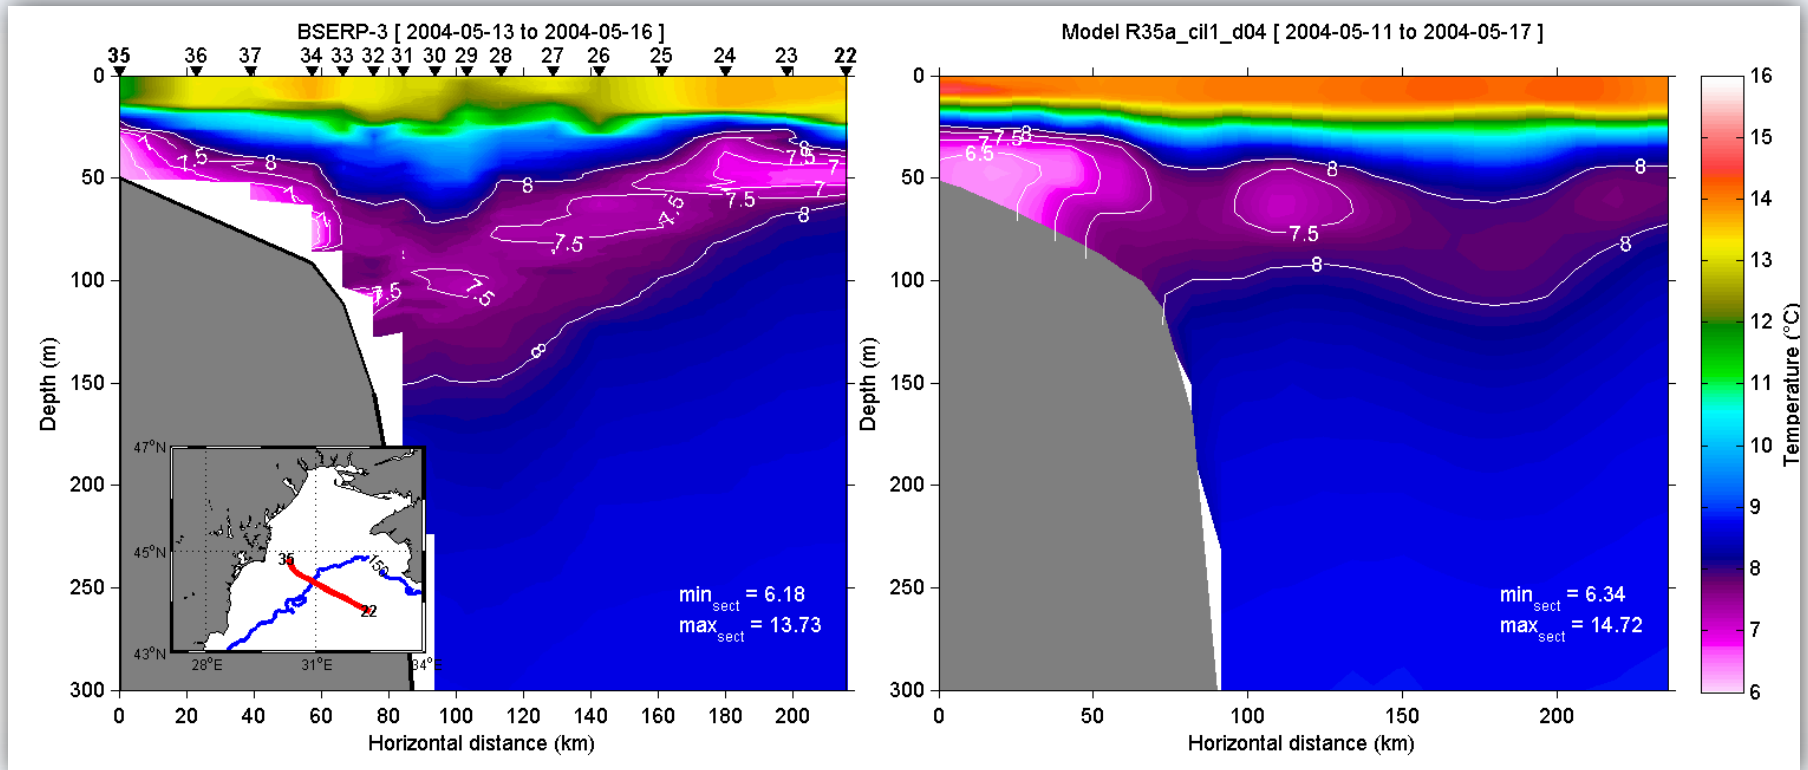 BSERP-3 [ 2004-05-13 to 2004-05-16 ]
35 36 37 34 33 32 31 30 29 28 27 26 25 24 23 22
0
50
100
150
200
250
300
Depth (m)
7 7.5 8 7 7 7.5 7.5 8 7.5 7.5 8 8 7.5 7 7 7.5 8
min_sect = 6.18
max_sect = 13.73
47°N
45°N
43°N
28°E 31°E 34°E
35
150
22
0 20 40 60 80 100 120 140 160 180 200
Horizontal distance (km)
Model R35a_cil1_d04 [ 2004-05-11 to 2004-05-17 ]
0
50
100
150
200
250
300
Depth (m)
8 7.5 7 6.5 8 7.5 8 8 8
min_sect = 6.34
max_sect = 14.72
0 50 100 150 200
Horizontal distance (km)
16
15
14
13
12
11
10
9
8
7
6
Temperature (°C)